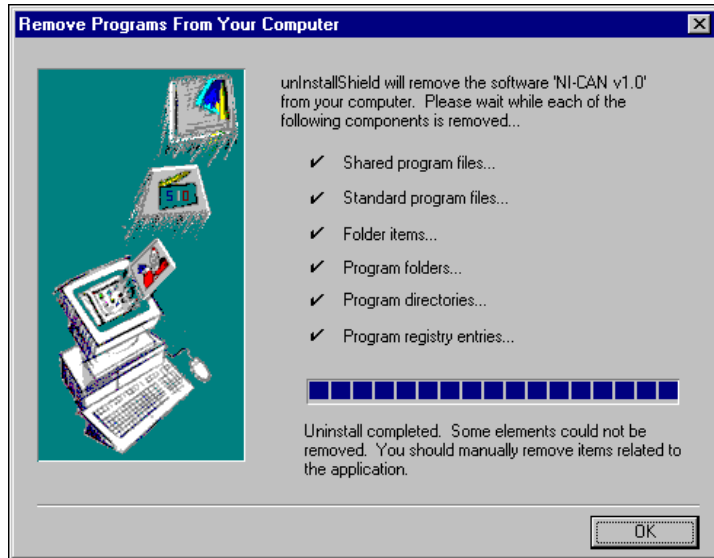 Remove Programs From Your Computer
unInstallShield will remove the software 'NI-CAN v1.0'
from your computer. Please wait while each of the
following components is removed...
Shared program files...
Standard program files...
510
Folder items...
Program folders...
Program directories...
Program registry entries...
Uninstall completed. Some elements could not be
removed. You should manually remove items related to
the application.
OK